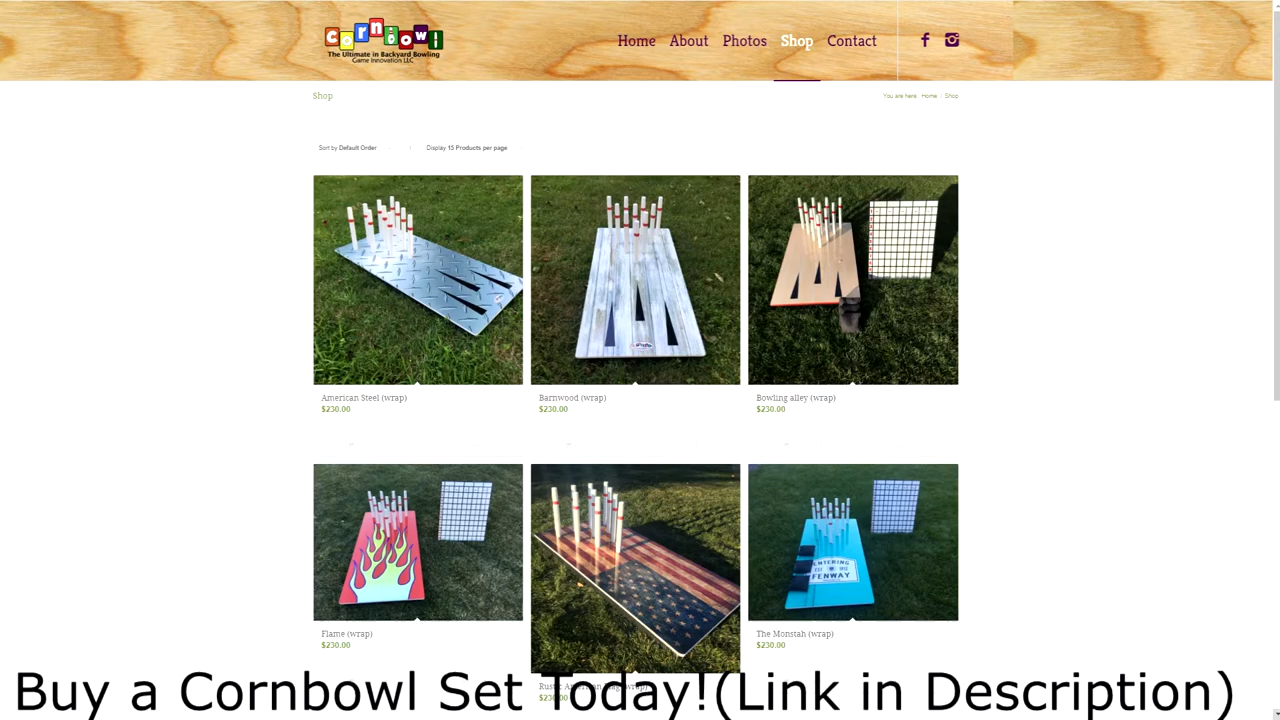 Cornbowl
The Ultimate in Backyard Bowling
Game Innovation LLC
Home About Photos Shop Contact
Shop
You are here: Home / Shop
Sort by Default Order
Display 15 Products per page
American Steel (wrap)
$230.00
Barnwood (wrap)
$230.00
Bowling alley (wrap)
$230.00
ENTERING
FENWAY
Flame (wrap)
$230.00
The Monstah (wrap)
$230.00
$230.00
Buy a Cornbowl Set Today!(Link in Description)